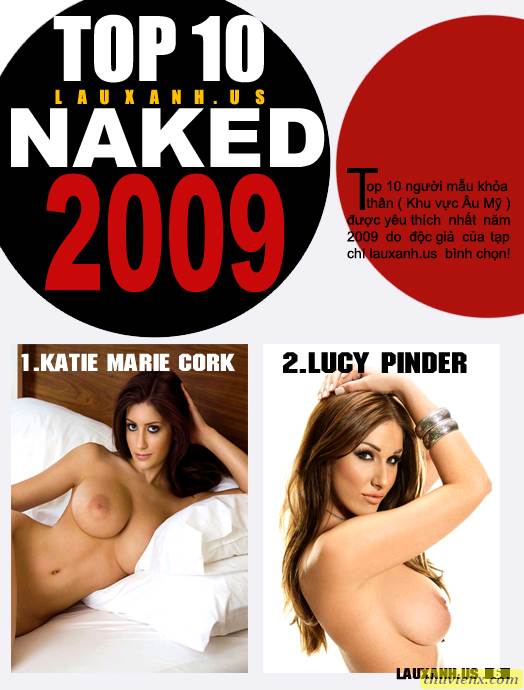 TOP 10
LAUXANH.US
NAKED
2009
Top 10 người mẫu khỏa
thân ( Khu vực Âu Mỹ )
được yêu thích nhất năm
2009 do độc giả của tạp
chí lauxanh.us bình chọn!
1.KATIE MARIE CORK
2.LUCY PINDER
LAUXANH.US
thuvienx.com